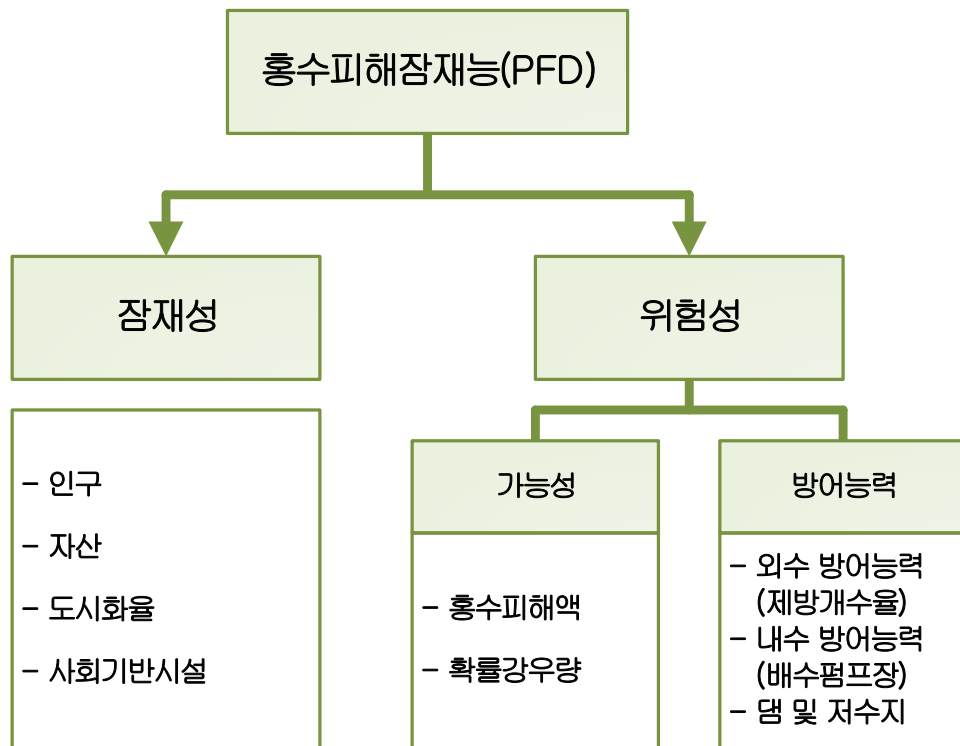 홍수피해잠재능(PFD)
잠재성
- 인구
- 자산
- 도시화율
- 사회기반시설
위험성
가능성
- 홍수피해액
- 확률강우량
방어능력
- 외수 방어능력
(제방개수율)
- 내수 방어능력
(배수펌프장)
- 댐 및 저수지